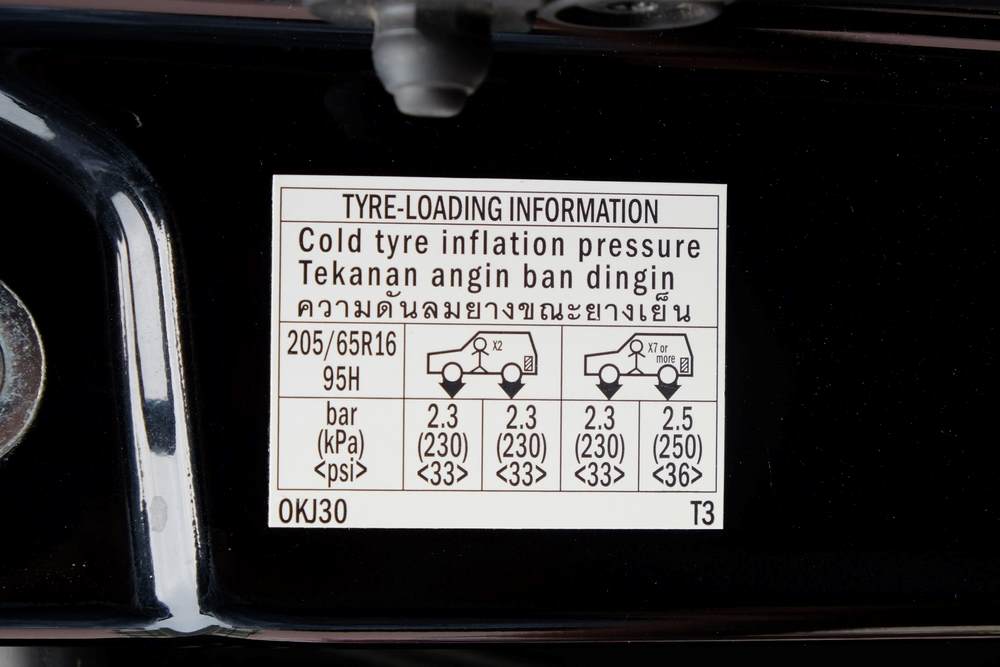 TYRE-LOADING INFORMATION
Cold tyre inflation pressure
Tekanan angin ban dingin
ความดันลมยางขณะยางเย็น
205/65R16
95H
X2
X7 or
more
bar
(kPa)
<psi>
2.3
(230)
<33>
2.3
(230)
<33>
2.3
(230)
<33>
2.5
(250)
<36>
OKJ30
T3